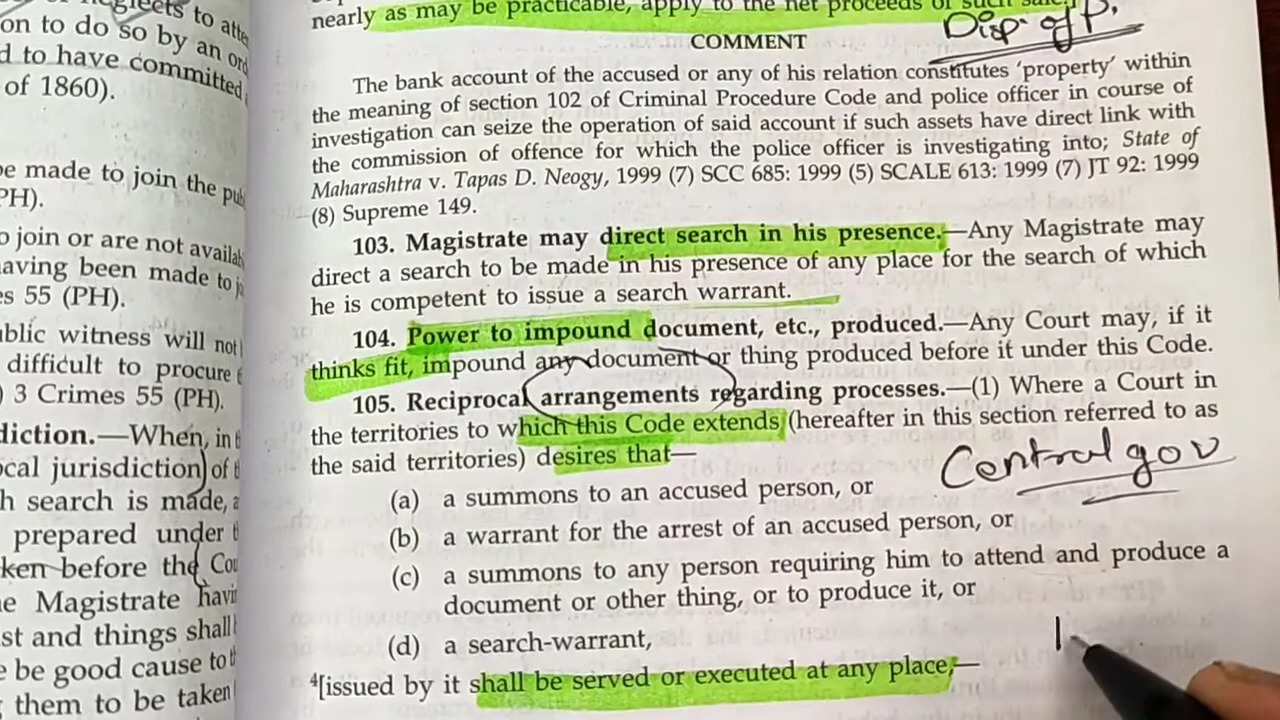 nearly as may be practicable, apply to the net proceeds of such sale.
Disp. of P.
COMMENT
The bank account of the accused or any of his relation constitutes ‘property’ within
the meaning of section 102 of Criminal Procedure Code and police officer in course of
investigation can seize the operation of said account if such assets have direct link with
the commission of offence for which the police officer is investigating into; State of
Maharashtra v. Tapas D. Neogy, 1999 (7) SCC 685: 1999 (5) SCALE 613: 1999 (7) JT 92: 1999
(8) Supreme 149.
103. Magistrate may direct search in his presence.—Any Magistrate may
direct a search to be made in his presence of any place for the search of which
he is competent to issue a search warrant.
104. Power to impound document, etc., produced.—Any Court may, if it
thinks fit, impound any document or thing produced before it under this Code.
105. Reciprocal arrangements regarding processes.—(1) Where a Court in
the territories to which this Code extends (hereafter in this section referred to as
the said territories) desires that—
Central gov
(a) a summons to an accused person, or
(b) a warrant for the arrest of an accused person, or
(c) a summons to any person requiring him to attend and produce a
document or other thing, or to produce it, or
(d) a search-warrant,
4[issued by it shall be served or executed at any place,—
to
on to do so by an
d to have committed
of 1860).
be made to join the
PH).
o join or are not
aving been made to
es 55 (PH).
ublic witness will not
difficult to procure
) 3 Crimes 55 (PH).
diction.—When, in
ocal jurisdiction) of
h search is made, a
prepared under
ken before the
e Magistrate
st and things shall
e be good cause to
them to be taken